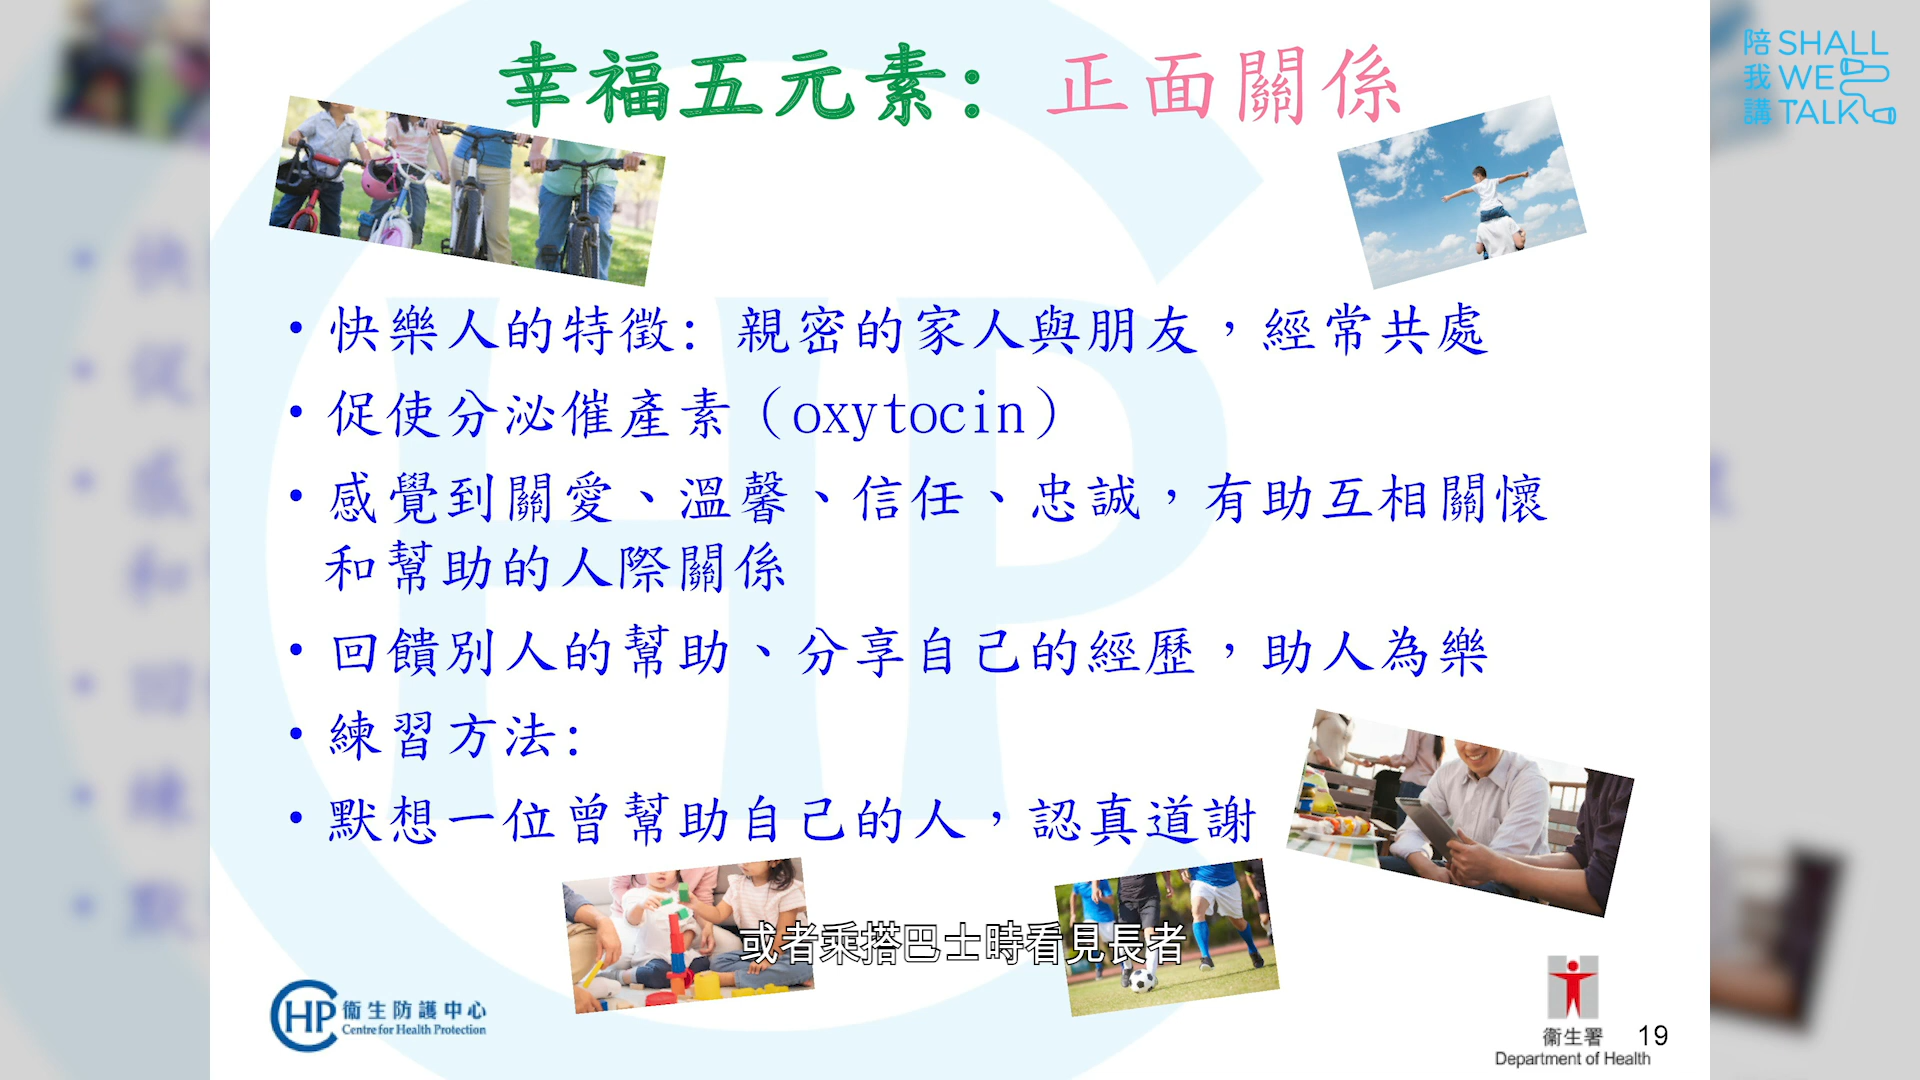 幸福五元素: 正面關係
陪 SHALL
我 WE
講 TALK
• 快樂人的特徵: 親密的家人與朋友，經常共處
• 促使分泌催產素（oxytocin）
• 感覺到關愛、溫馨、信任、忠誠，有助互相關懷
和幫助的人際關係
• 回饋別人的幫助、分享自己的經歷，助人為樂
• 練習方法:
• 默想一位曾幫助自己的人，認真道謝
或者乘搭巴士時看見長者
CHP 衞生防護中心
Centre for Health Protection
衞生署
Department of Health
19